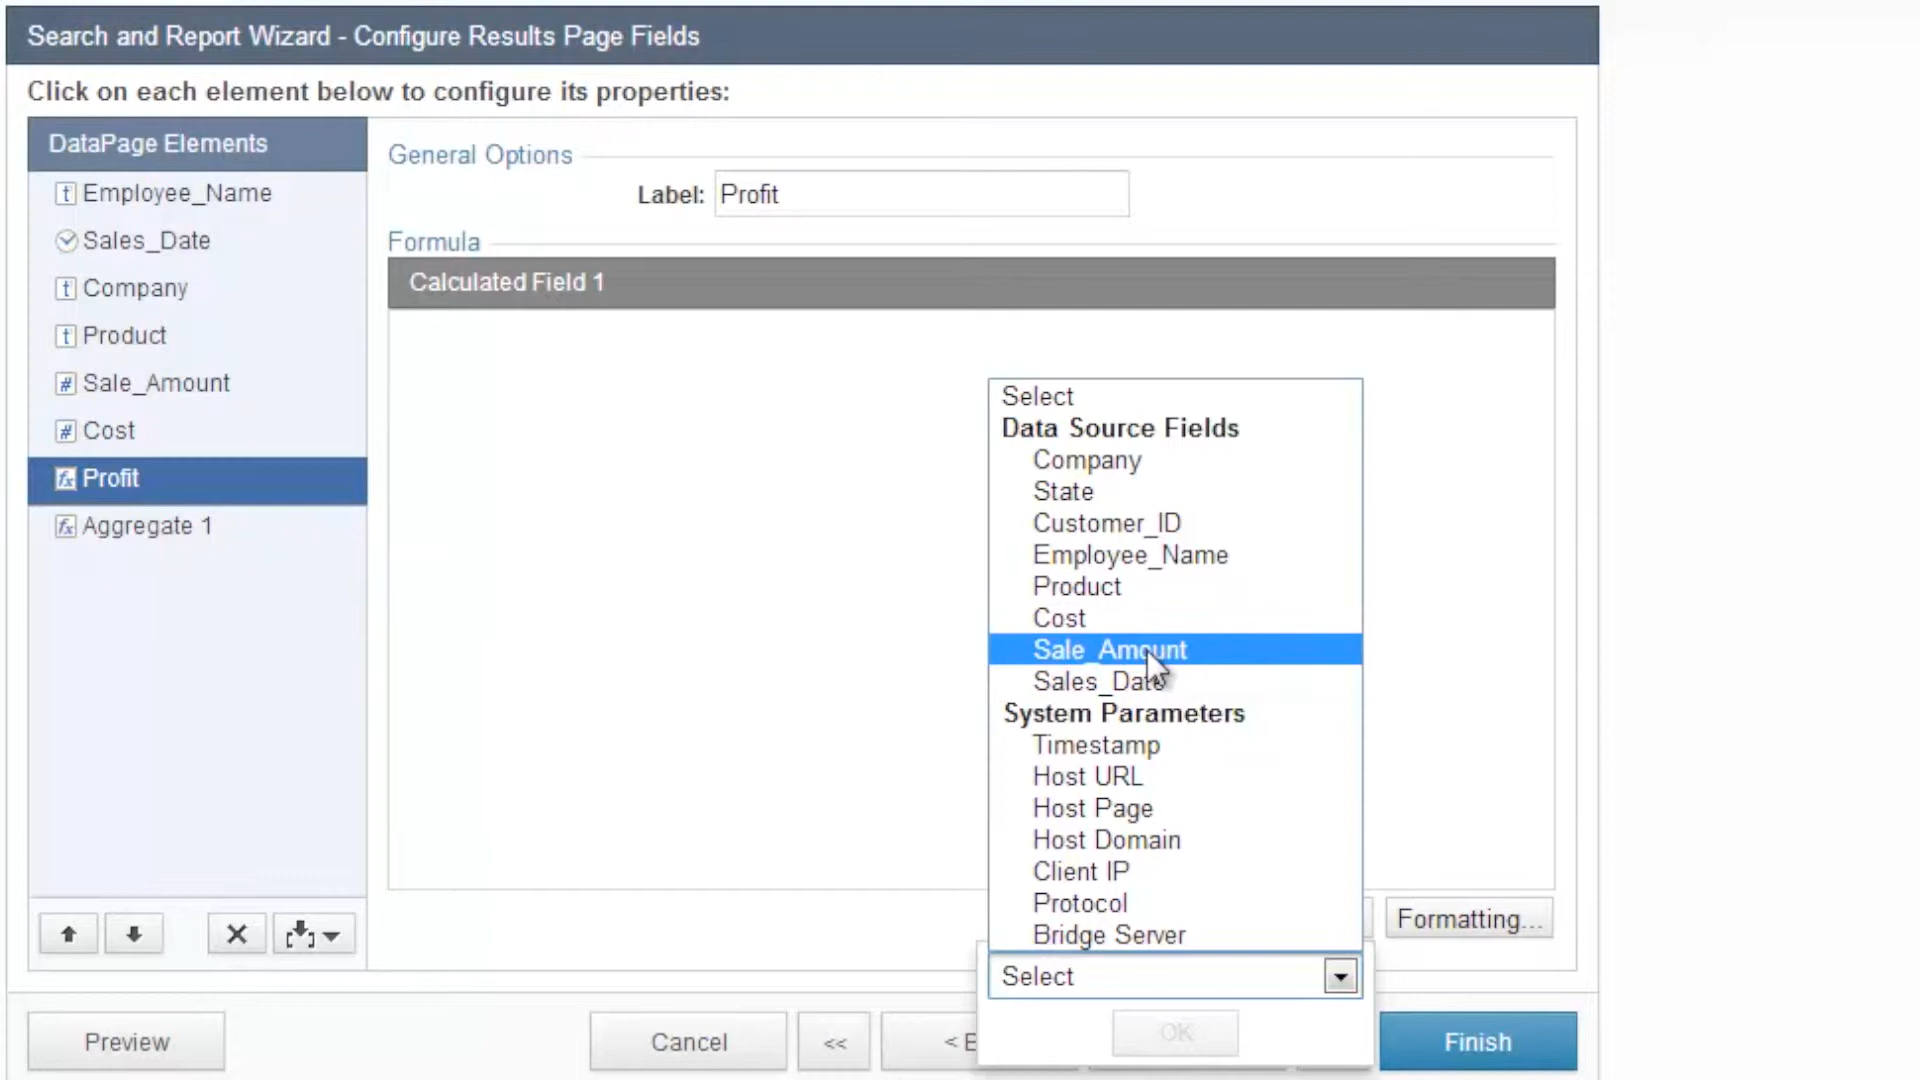 Search and Report Wizard - Configure Results Page Fields
Click on each element below to configure its properties:
DataPage Elements
Employee_Name
Sales_Date
Company
Product
Sale_Amount
Cost
Profit
Aggregate 1
General Options
Label: Profit
Formula
Calculated Field 1
Select
Data Source Fields
Company
State
Customer_ID
Employee_Name
Product
Cost
Sale_Amount
Sales_Date
System Parameters
Timestamp
Host URL
Host Page
Host Domain
Client IP
Protocol
Bridge Server
Select
OK
Formatting...
Preview
Cancel
<<
Finish